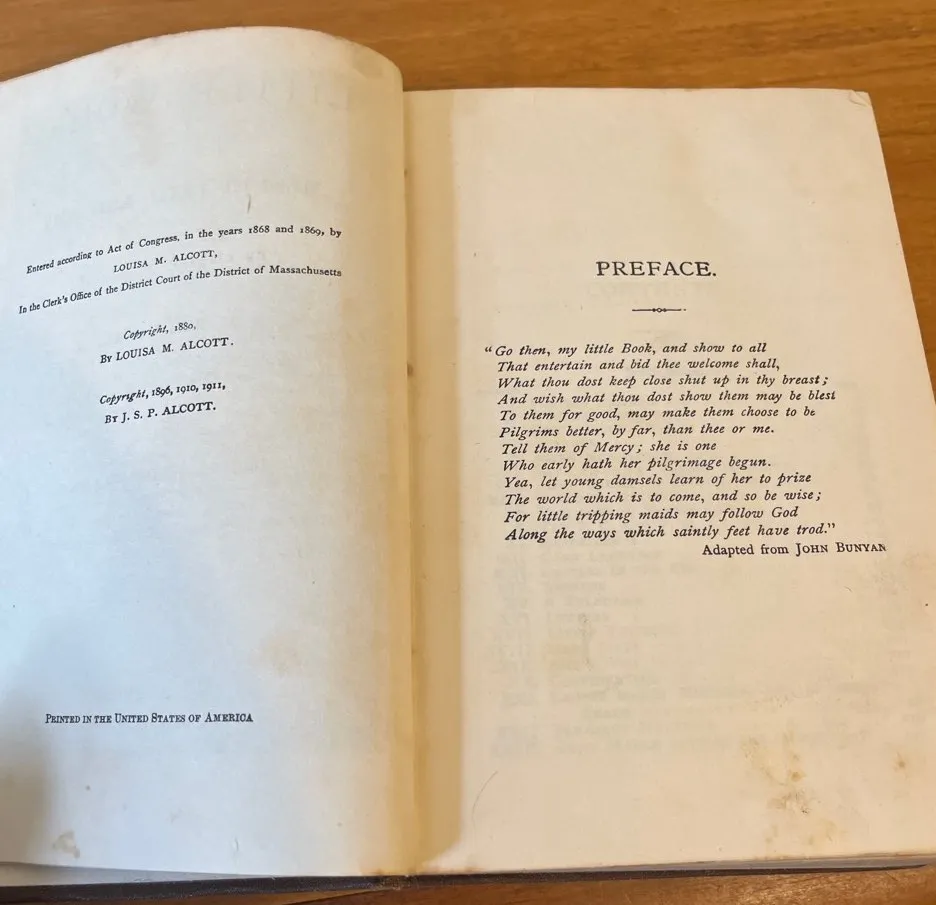 Entered according to Act of Congress, in the years 1868 and 1869, by
LOUISA M. ALCOTT,
In the Clerk's Office of the District Court of the District of Massachusetts
Copyright, 1880,
By LOUISA M. ALCOTT.
Copyright, 1896, 1910, 1911,
By J. S. P. ALCOTT.
PRINTED IN THE UNITED STATES OF AMERICA
PREFACE.
"Go then, my little Book, and show to all
That entertain and bid thee welcome shall,
What thou dost keep close shut up in thy breast;
And wish what thou dost show them may be blest
To them for good, may make them choose to be
Pilgrims better, by far, than thee or me.
Tell them of Mercy; she is one
Who early hath her pilgrimage begun.
Yea, let young damsels learn of her to prize
The world which is to come, and so be wise;
For little tripping maids may follow God
Along the ways which saintly feet have trod."
Adapted from JOHN BUNYAN